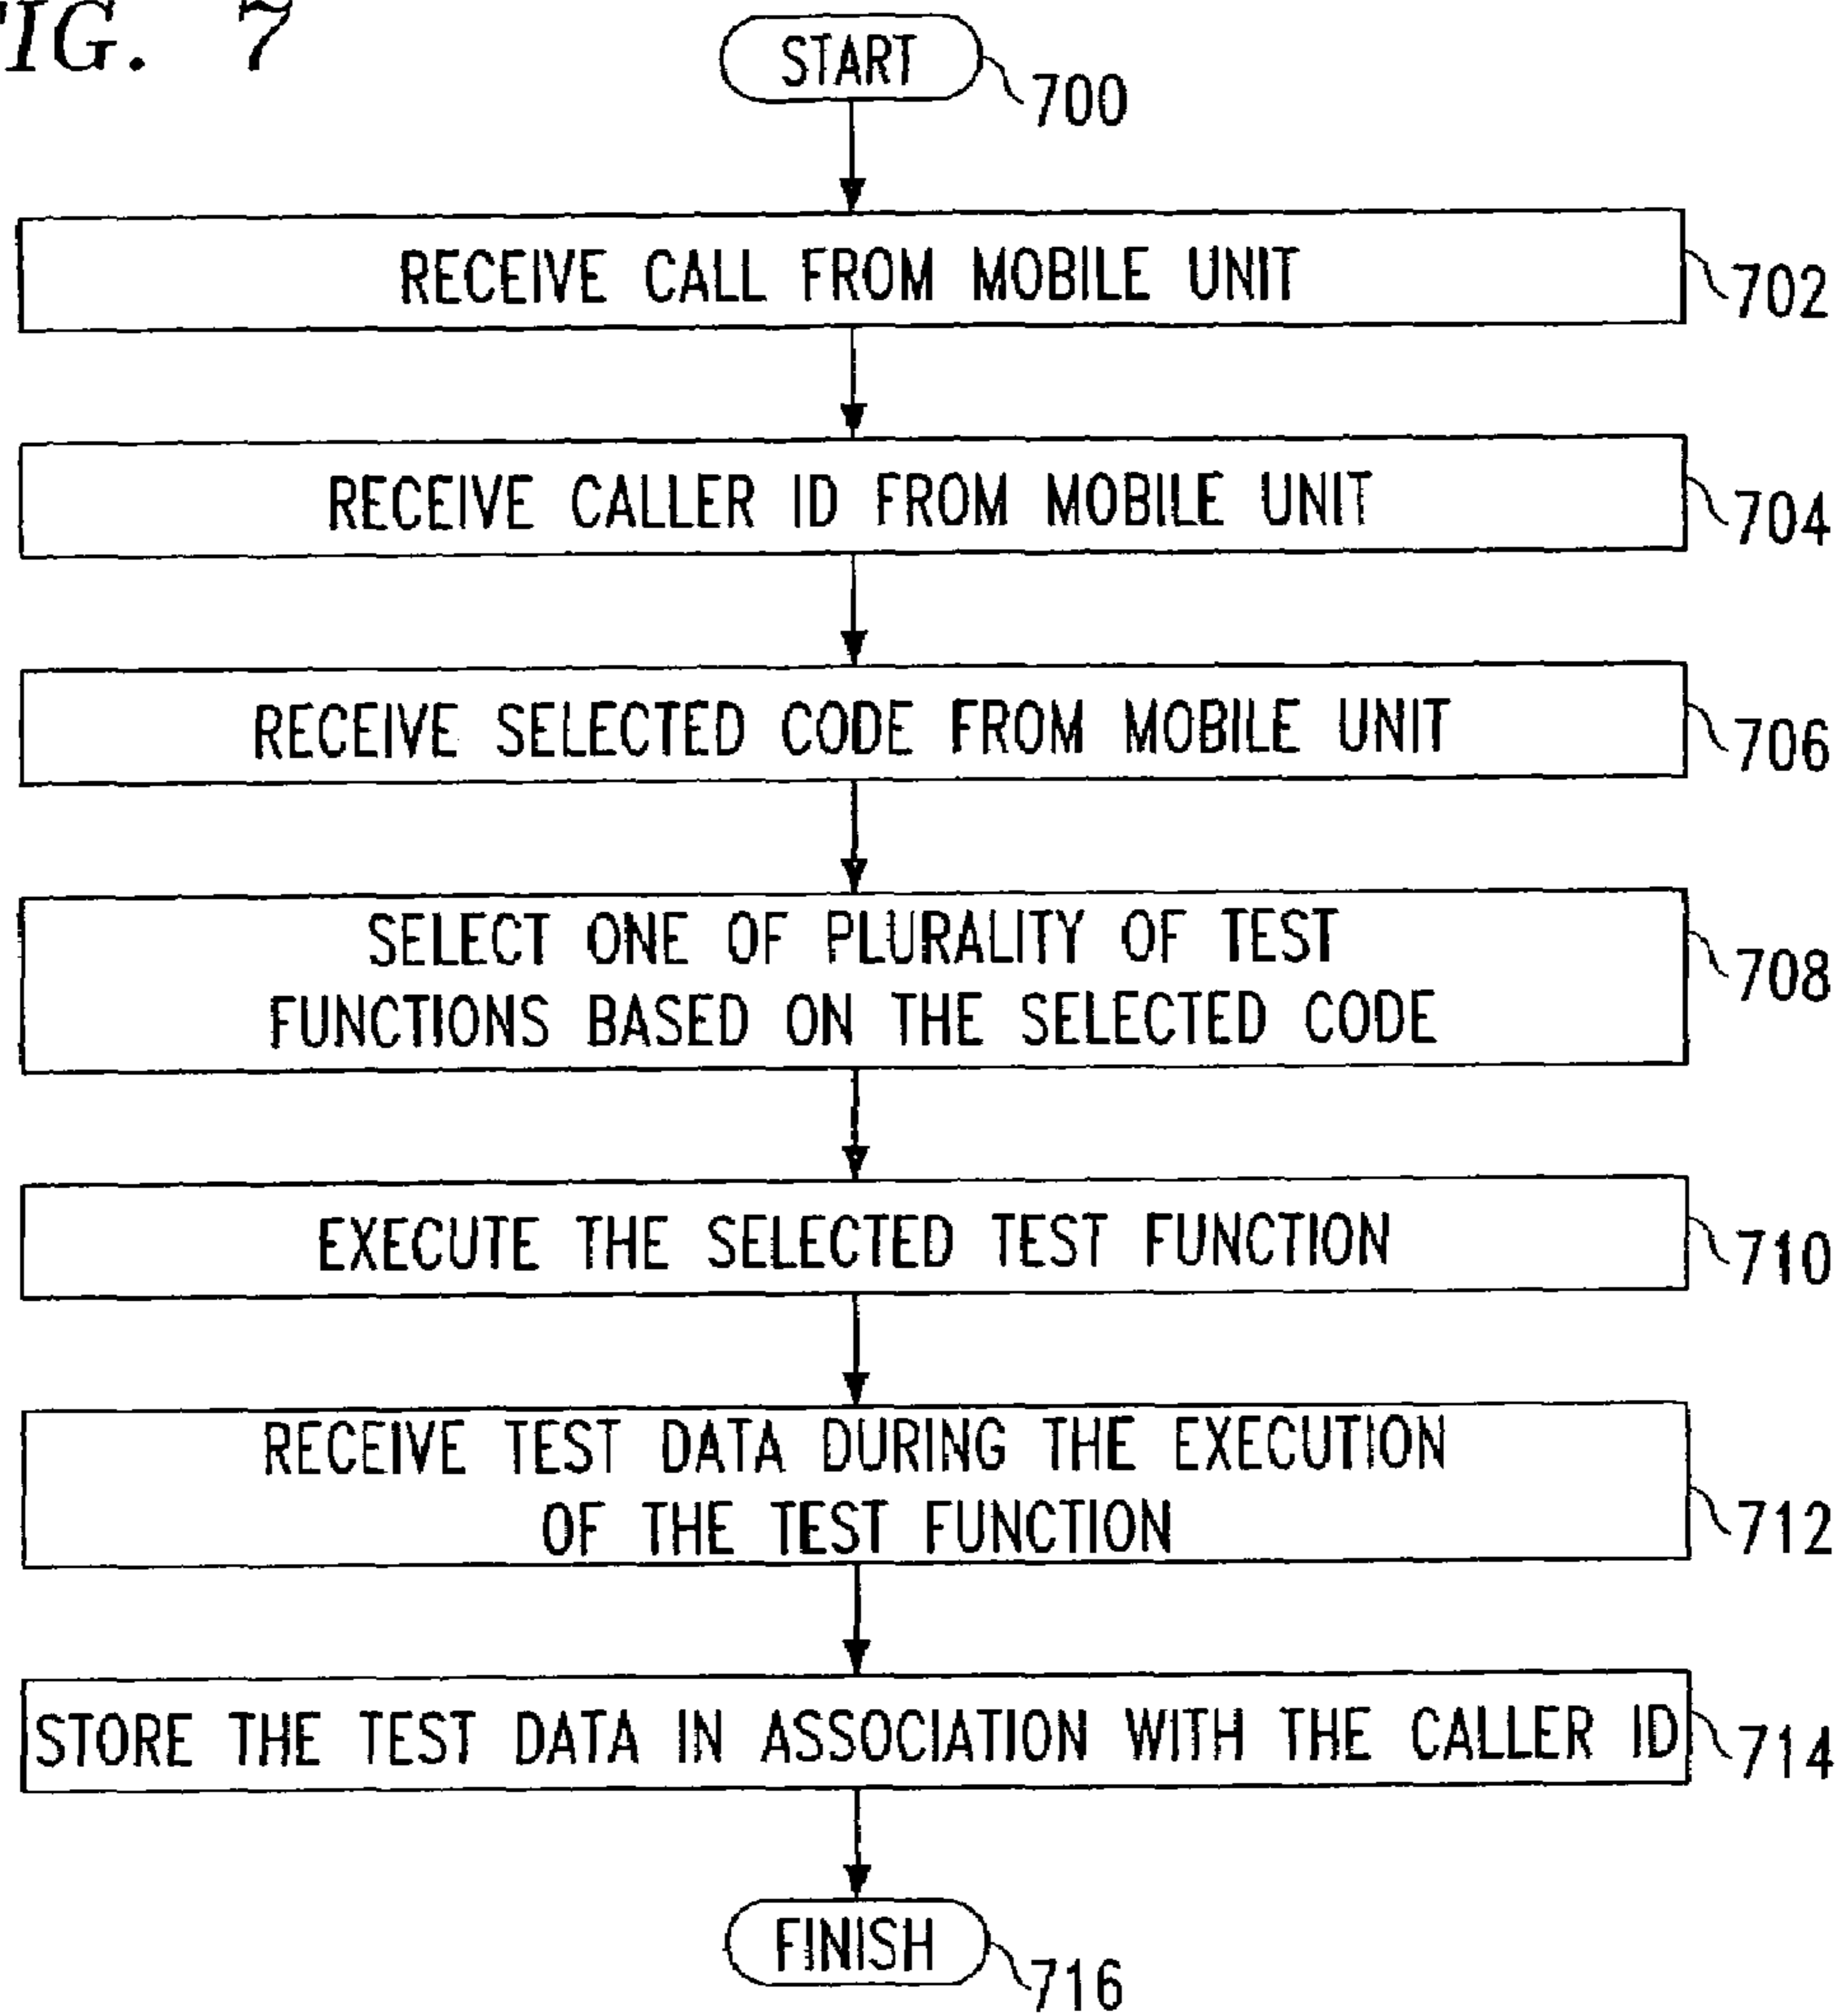 FIG. 7
START
700
RECEIVE CALL FROM MOBILE UNIT
702
RECEIVE CALLER ID FROM MOBILE UNIT
704
RECEIVE SELECTED CODE FROM MOBILE UNIT
706
SELECT ONE OF PLURALITY OF TEST
FUNCTIONS BASED ON THE SELECTED CODE
708
EXECUTE THE SELECTED TEST FUNCTION
710
RECEIVE TEST DATA DURING THE EXECUTION
OF THE TEST FUNCTION
712
STORE THE TEST DATA IN ASSOCIATION WITH THE CALLER ID
714
FINISH
716